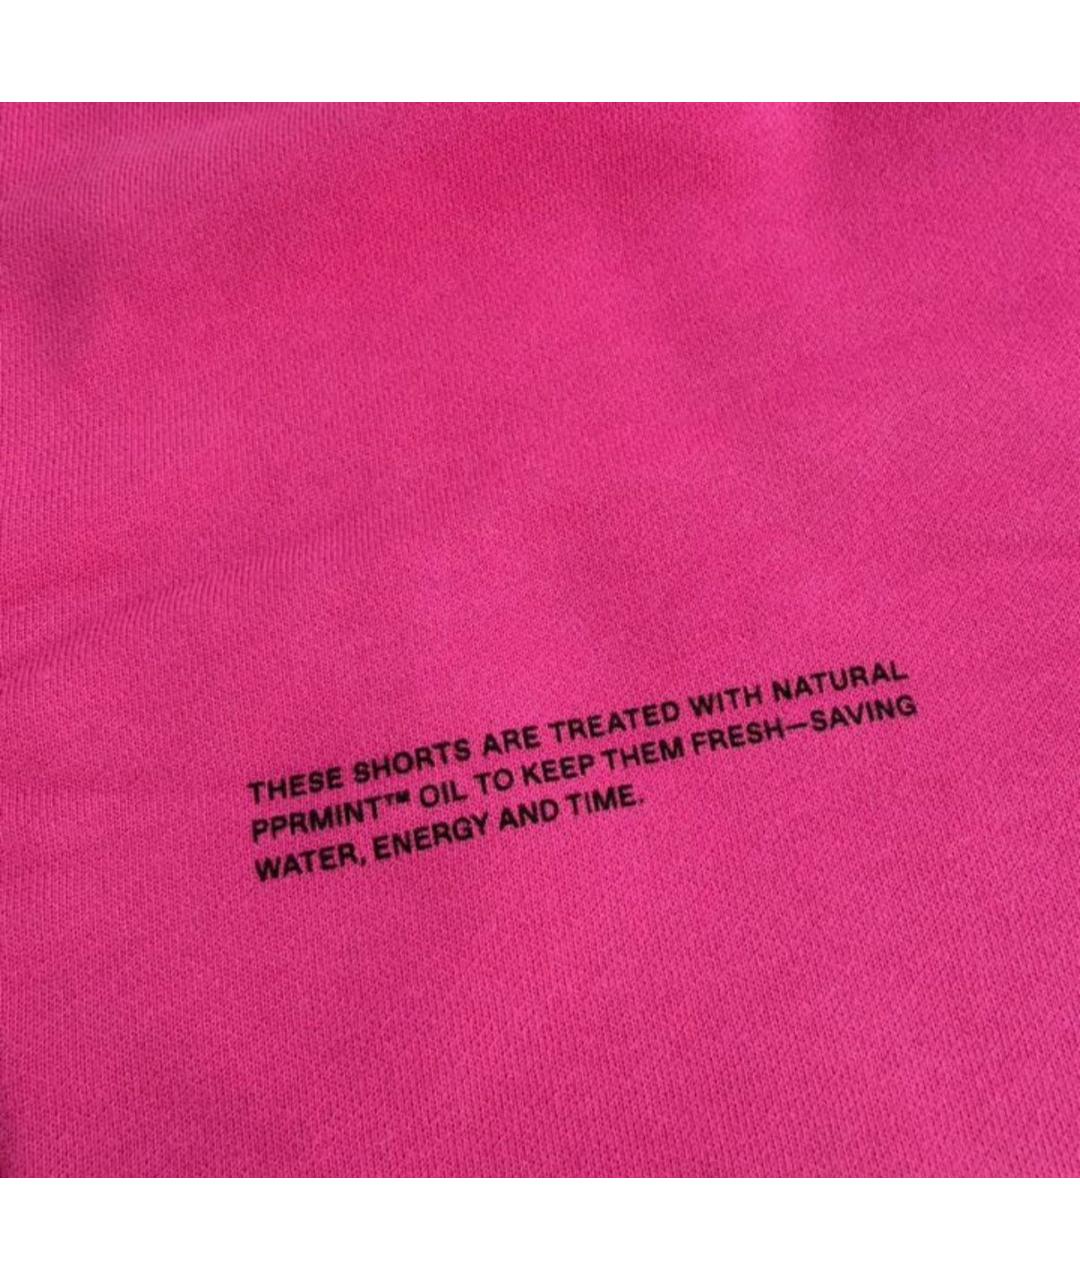 THESE SHORTS ARE TREATED WITH NATURAL
PPRMINT™ OIL TO KEEP THEM FRESH—SAVING
WATER, ENERGY AND TIME.